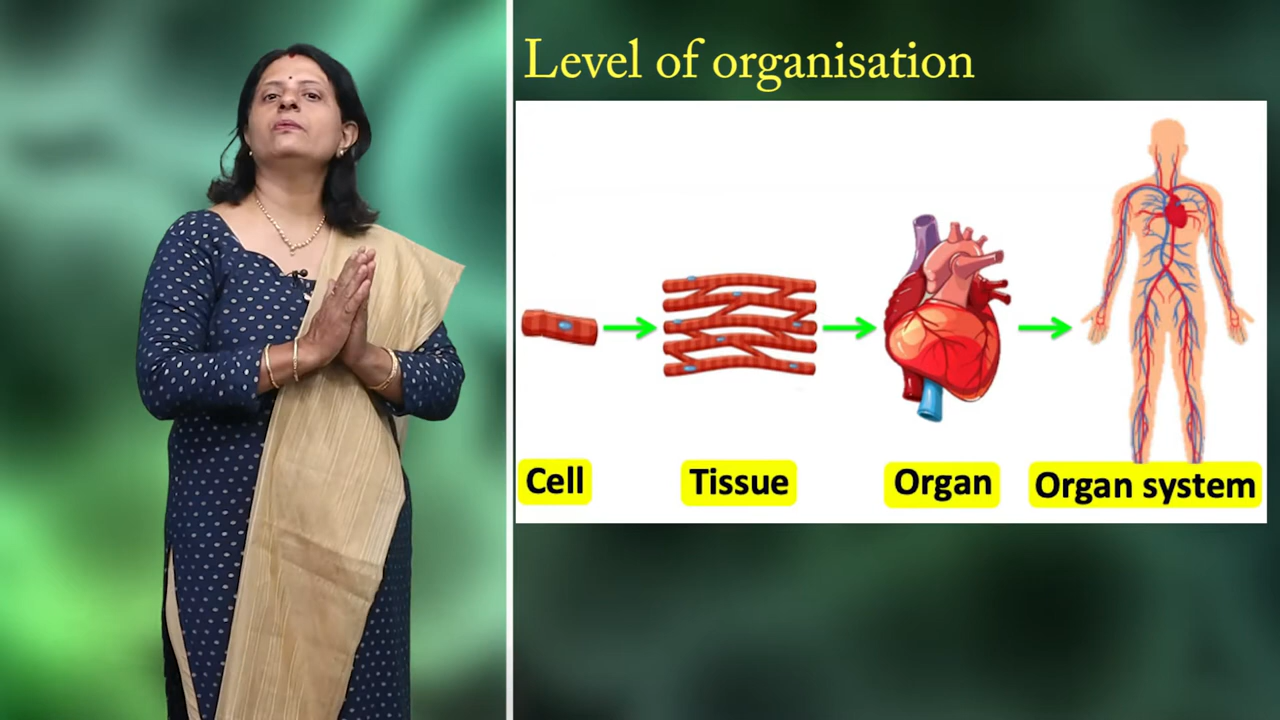 Level of organisation
Cell
Tissue
Organ
Organ system